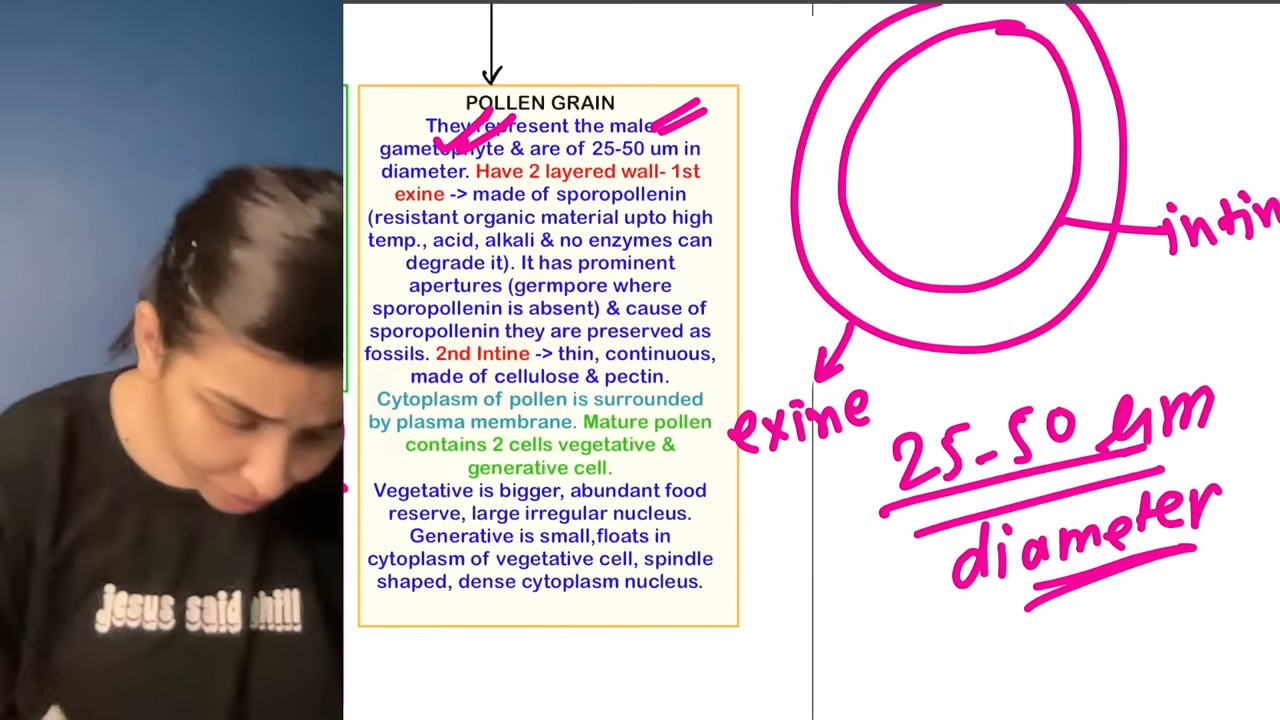 POLLEN GRAIN
They represent the male
gametophyte & are of 25-50 um in
diameter. Have 2 layered wall- 1st
exine -> made of sporopollenin
(resistant organic material upto high
temp., acid, alkali & no enzymes can
degrade it). It has prominent
apertures (germpore where
sporopollenin is absent) & cause of
sporopollenin they are preserved as
fossils. 2nd Intine -> thin, continuous,
made of cellulose & pectin.
Cytoplasm of pollen is surrounded
by plasma membrane. Mature pollen
contains 2 cells vegetative &
generative cell.
Vegetative is bigger, abundant food
reserve, large irregular nucleus.
Generative is small,floats in
cytoplasm of vegetative cell, spindle
shaped, dense cytoplasm nucleus.
intin
exine
25-50 μm
diameter
jesus said chill